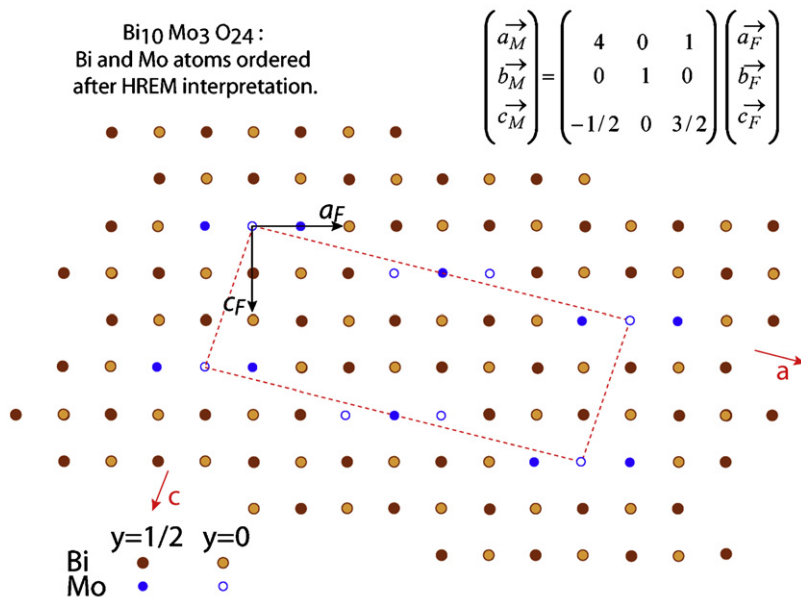 Bi10 Mo3 O24 :
Bi and Mo atoms ordered
after HREM interpretation.
aM 4 0 1 aF
bM = 0 1 0 bF
cM −1/2 0 3/2 cF
aF
cF
a
c
y=1/2 y=0
Bi
Mo